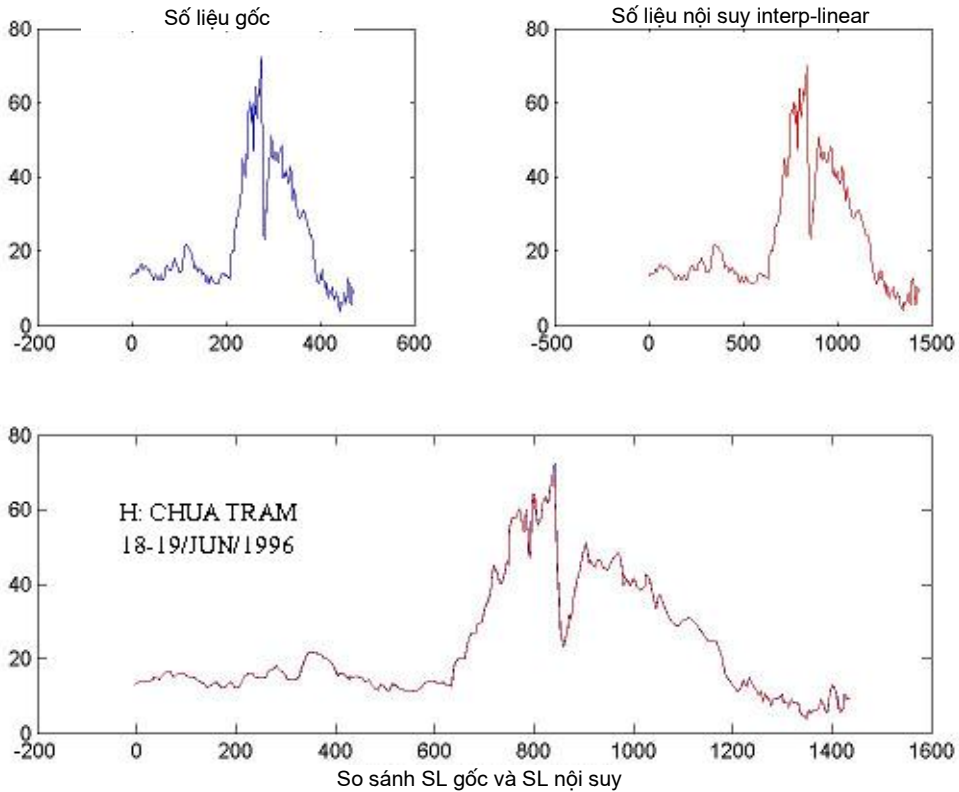 Số liệu gốc
Số liệu nội suy interp-linear
80
60
40
20
0
-200 0 200 400 600
80
60
40
20
0
-500 0 500 1000 1500
80
60
40
20
0
H: CHUA TRAM
18-19/JUN/1996
-200 0 200 400 600 800 1000 1200 1400 1600
So sánh SL gốc và SL nội suy